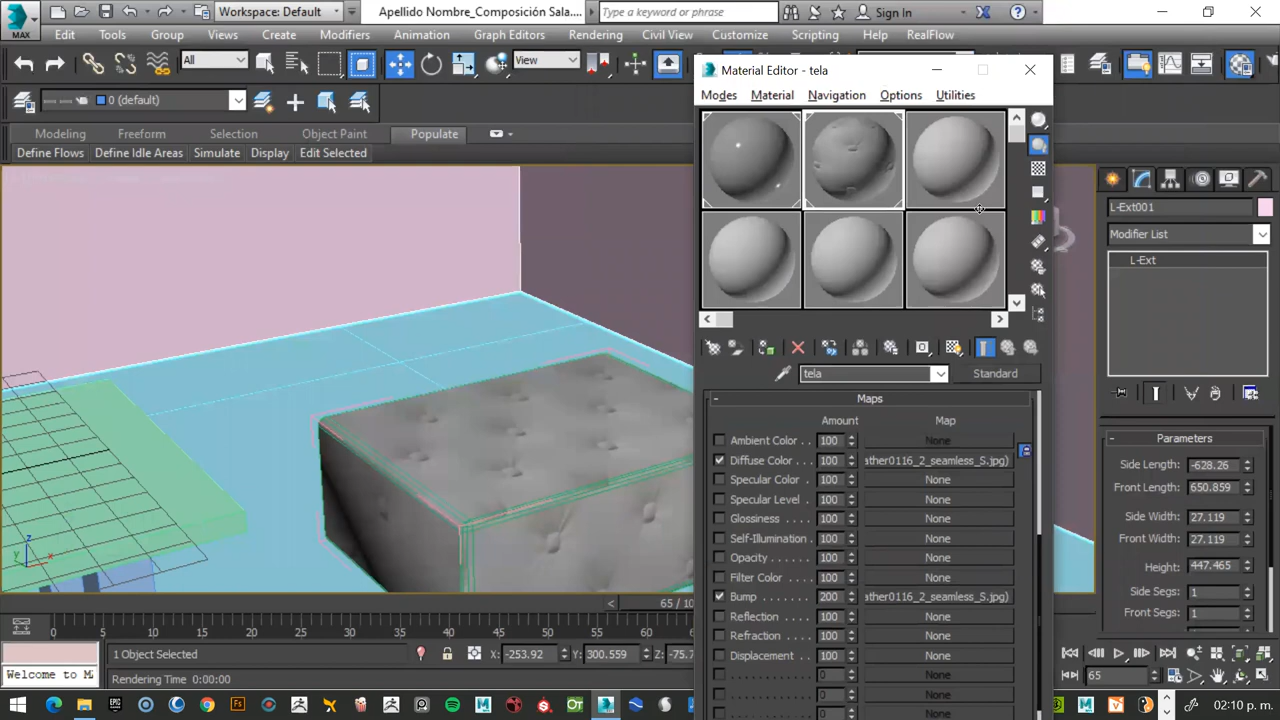 MAX
Workspace: Default
Apellido Nombre_Composición Sala....
Type a keyword or phrase
Sign In
Edit Tools Group Views Create Modifiers Animation Graph Editors Rendering Civil View Customize Scripting Help RealFlow
All
View
0 (default)
Modeling Freeform Selection Object Paint Populate
Define Flows Define Idle Areas Simulate Display Edit Selected
Material Editor - tela
Modes Material Navigation Options Utilities
tela
Standard
- Maps
Amount Map
Ambient Color . . 100 None
Diffuse Color . . . 100 ather0116_2_seamless_S.jpg)
Specular Color . 100 None
Specular Level . 100 None
Glossiness . . . . 100 None
Self-Illumination 100 None
Opacity . . . . . 100 None
Filter Color . . . . 100 None
Bump . . . . . . . 200 ather0116_2_seamless_S.jpg)
Reflection . . . . 100 None
Refraction . . . . 100 None
Displacement . . 100 None
. . . . . . . . . . . . 0 None
. . . . . . . . . . . . 0 None
. . . . . . . . . . . . 0 None
L-Ext001
Modifier List
L-Ext
- Parameters
Side Length: -628.26
Front Length: 650.859
Side Width: 27.119
Front Width: 27.119
Height: 447.465
Side Segs: 1
Front Segs: 1
z
y
x
< 65 / 10
0 5 10 15 20 25 30 35 40 45 50 55 60
1 Object Selected
X: -253.92 Y: 300.559 Z: -75.7
Welcome to M
Rendering Time 0:00:00
65
02:10 p. m.